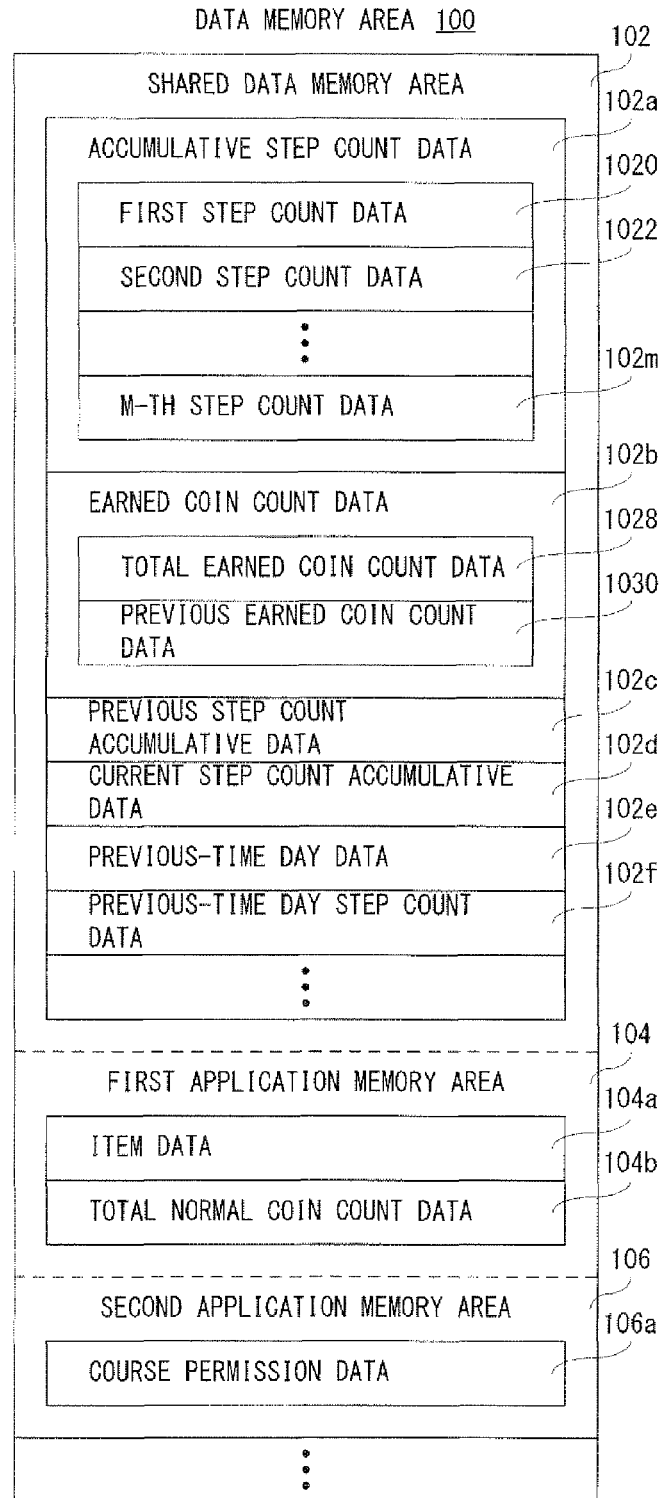 DATA MEMORY AREA 100
102
SHARED DATA MEMORY AREA
102a
ACCUMULATIVE STEP COUNT DATA
1020
FIRST STEP COUNT DATA
1022
SECOND STEP COUNT DATA
102m
M-TH STEP COUNT DATA
102b
EARNED COIN COUNT DATA
1028
TOTAL EARNED COIN COUNT DATA
1030
PREVIOUS EARNED COIN COUNT
DATA
102c
PREVIOUS STEP COUNT
ACCUMULATIVE DATA
102d
CURRENT STEP COUNT ACCUMULATIVE
DATA
102e
PREVIOUS-TIME DAY DATA
102f
PREVIOUS-TIME DAY STEP COUNT
DATA
104
FIRST APPLICATION MEMORY AREA
104a
ITEM DATA
104b
TOTAL NORMAL COIN COUNT DATA
106
SECOND APPLICATION MEMORY AREA
106a
COURSE PERMISSION DATA